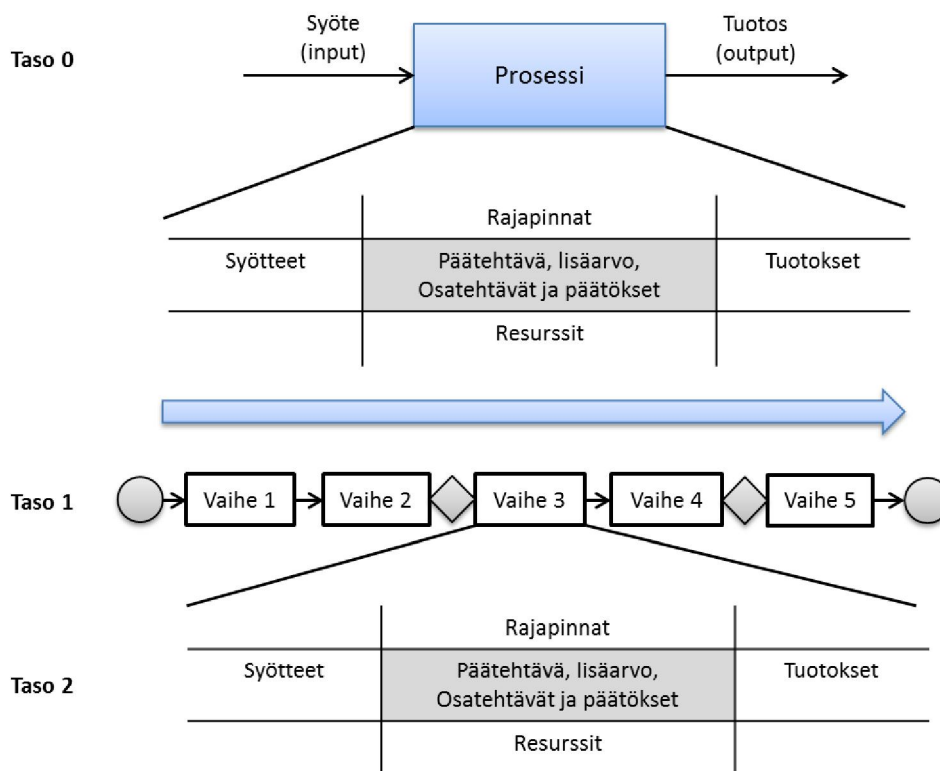 Taso 0
Syöte
(input)
Prosessi
Tuotos
(output)
Rajapinnat
Syötteet
Päätehtävä, lisäarvo,
Osatehtävät ja päätökset
Tuotokset
Resurssit
Taso 1
Vaihe 1
Vaihe 2
Vaihe 3
Vaihe 4
Vaihe 5
Taso 2
Rajapinnat
Syötteet
Päätehtävä, lisäarvo,
Osatehtävät ja päätökset
Tuotokset
Resurssit